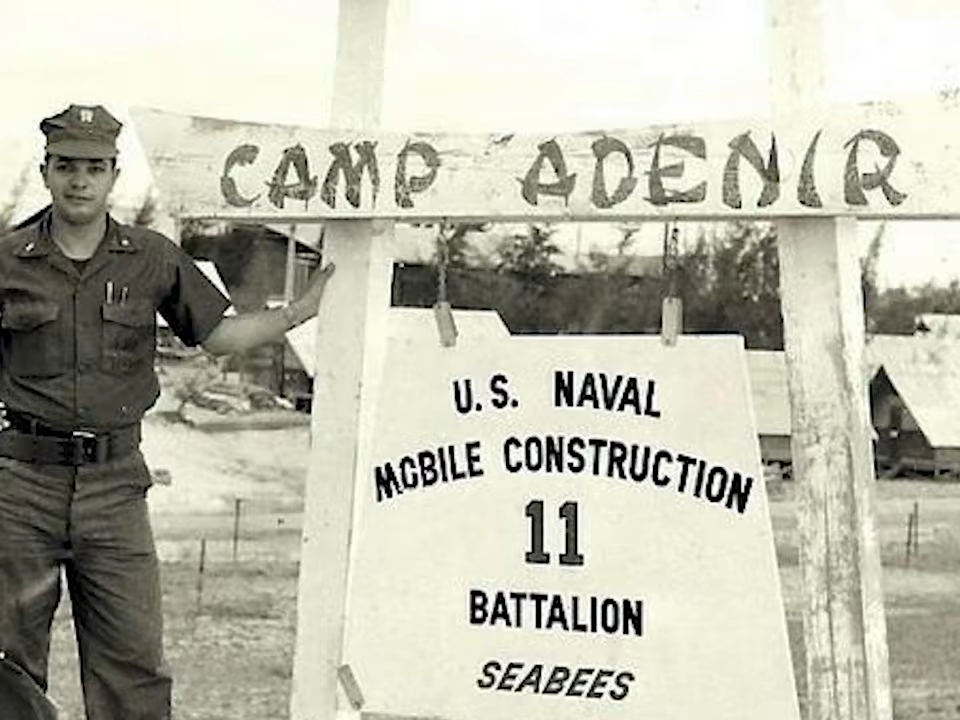 CAMP ADENIR
U.S. NAVAL
MOBILE CONSTRUCTION
11
BATTALION
SEABEES